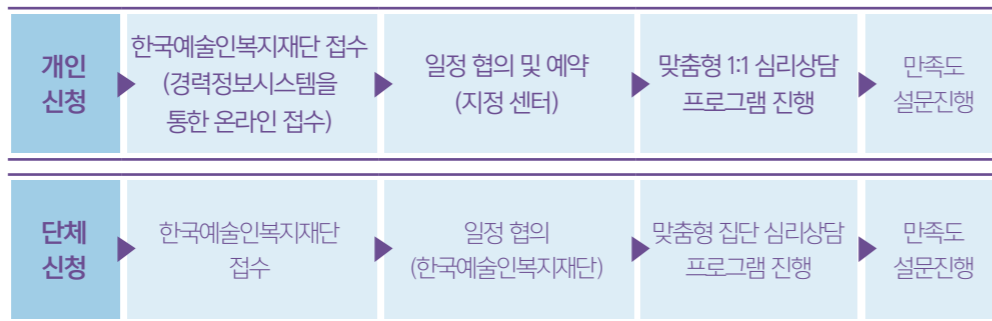 개인
신청
한국예술인복지재단 접수
(경력정보시스템을
통한 온라인 접수)
일정 협의 및 예약
(지정 센터)
맞춤형 1:1 심리상담
프로그램 진행
만족도
설문진행
단체
신청
한국예술인복지재단
접수
일정 협의
(한국예술인복지재단)
맞춤형 집단 심리상담
프로그램 진행
만족도
설문진행